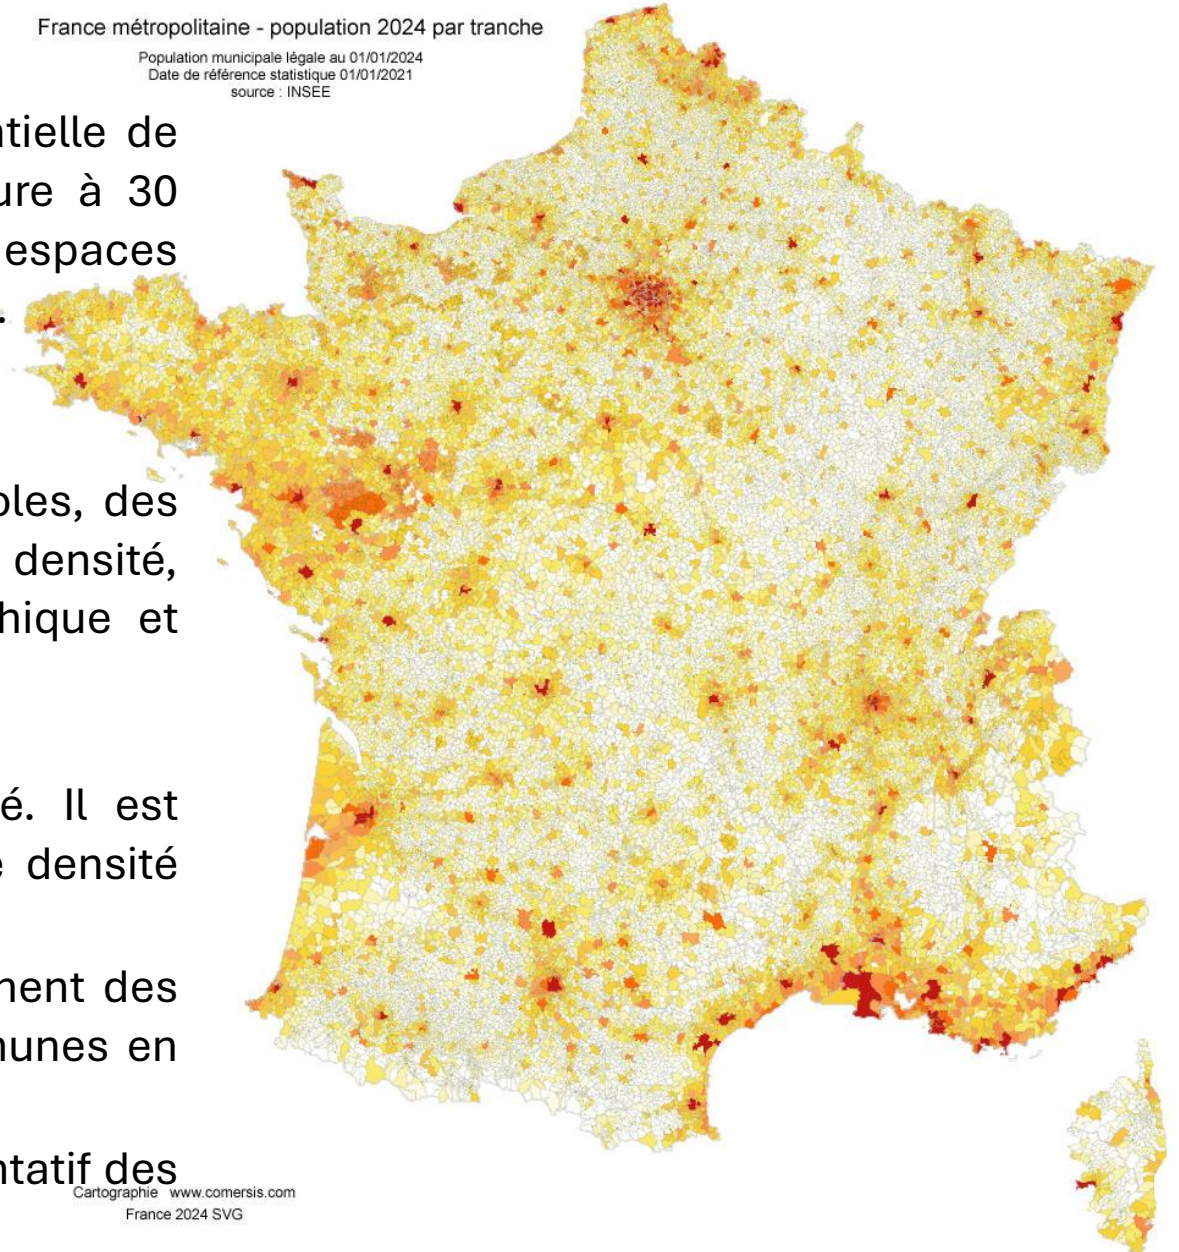 France métropolitaine - population 2024 par tranche
Population municipale légale au 01/01/2024
Date de référence statistique 01/01/2021
source : INSEE
ntielle de
ure à 30
espaces
.
oles, des
densité,
hique et
é. Il est
e densité
nent des
nunes en
ntatif des
Cartographie www.comersis.com
France 2024 SVG